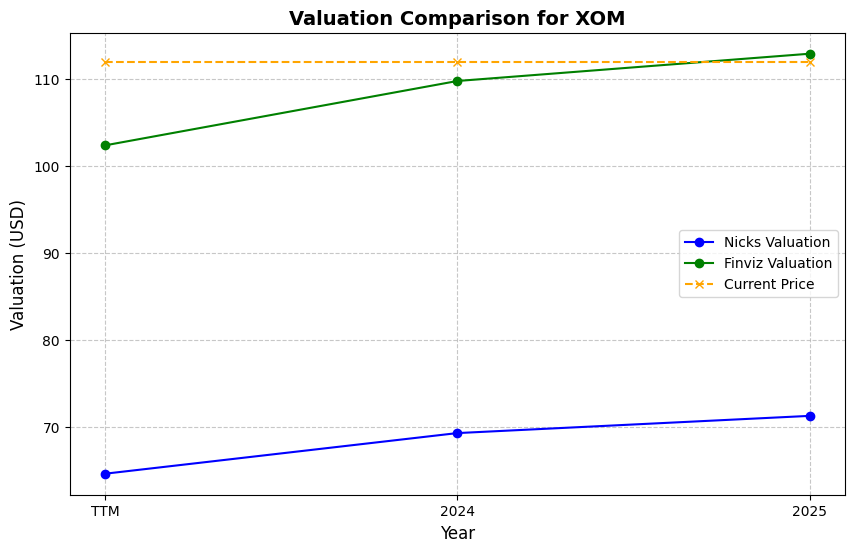 Valuation Comparison for XOM
Valuation (USD)
110
100
90
80
70
Nicks Valuation
Finviz Valuation
Current Price
TTM
2024
2025
Year